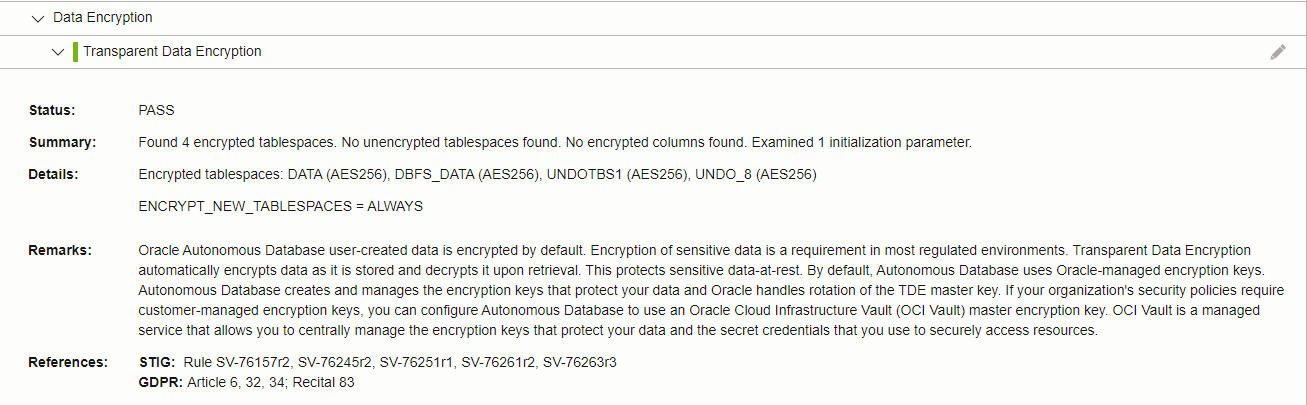 Data Encryption
Transparent Data Encryption
Status: PASS
Summary: Found 4 encrypted tablespaces. No unencrypted tablespaces found. No encrypted columns found. Examined 1 initialization parameter.
Details: Encrypted tablespaces: DATA (AES256), DBFS_DATA (AES256), UNDOTBS1 (AES256), UNDO_8 (AES256)
ENCRYPT_NEW_TABLESPACES = ALWAYS
Remarks: Oracle Autonomous Database user-created data is encrypted by default. Encryption of sensitive data is a requirement in most regulated environments. Transparent Data Encryption
automatically encrypts data as it is stored and decrypts it upon retrieval. This protects sensitive data-at-rest. By default, Autonomous Database uses Oracle-managed encryption keys.
Autonomous Database creates and manages the encryption keys that protect your data and Oracle handles rotation of the TDE master key. If your organization's security policies require
customer-managed encryption keys, you can configure Autonomous Database to use an Oracle Cloud Infrastructure Vault (OCI Vault) master encryption key. OCI Vault is a managed
service that allows you to centrally manage the encryption keys that protect your data and the secret credentials that you use to securely access resources.
References: STIG: Rule SV-76157r2, SV-76245r2, SV-76251r1, SV-76261r2, SV-76263r3
GDPR: Article 6, 32, 34; Recital 83